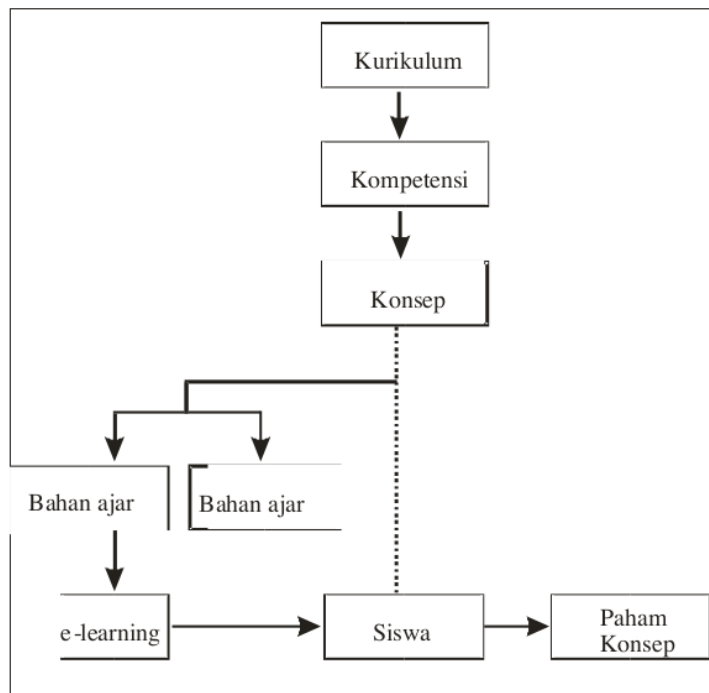 Kurikulum
Kompetensi
Konsep
Bahan ajar
Bahan ajar
e-learning
Siswa
Paham
Konsep